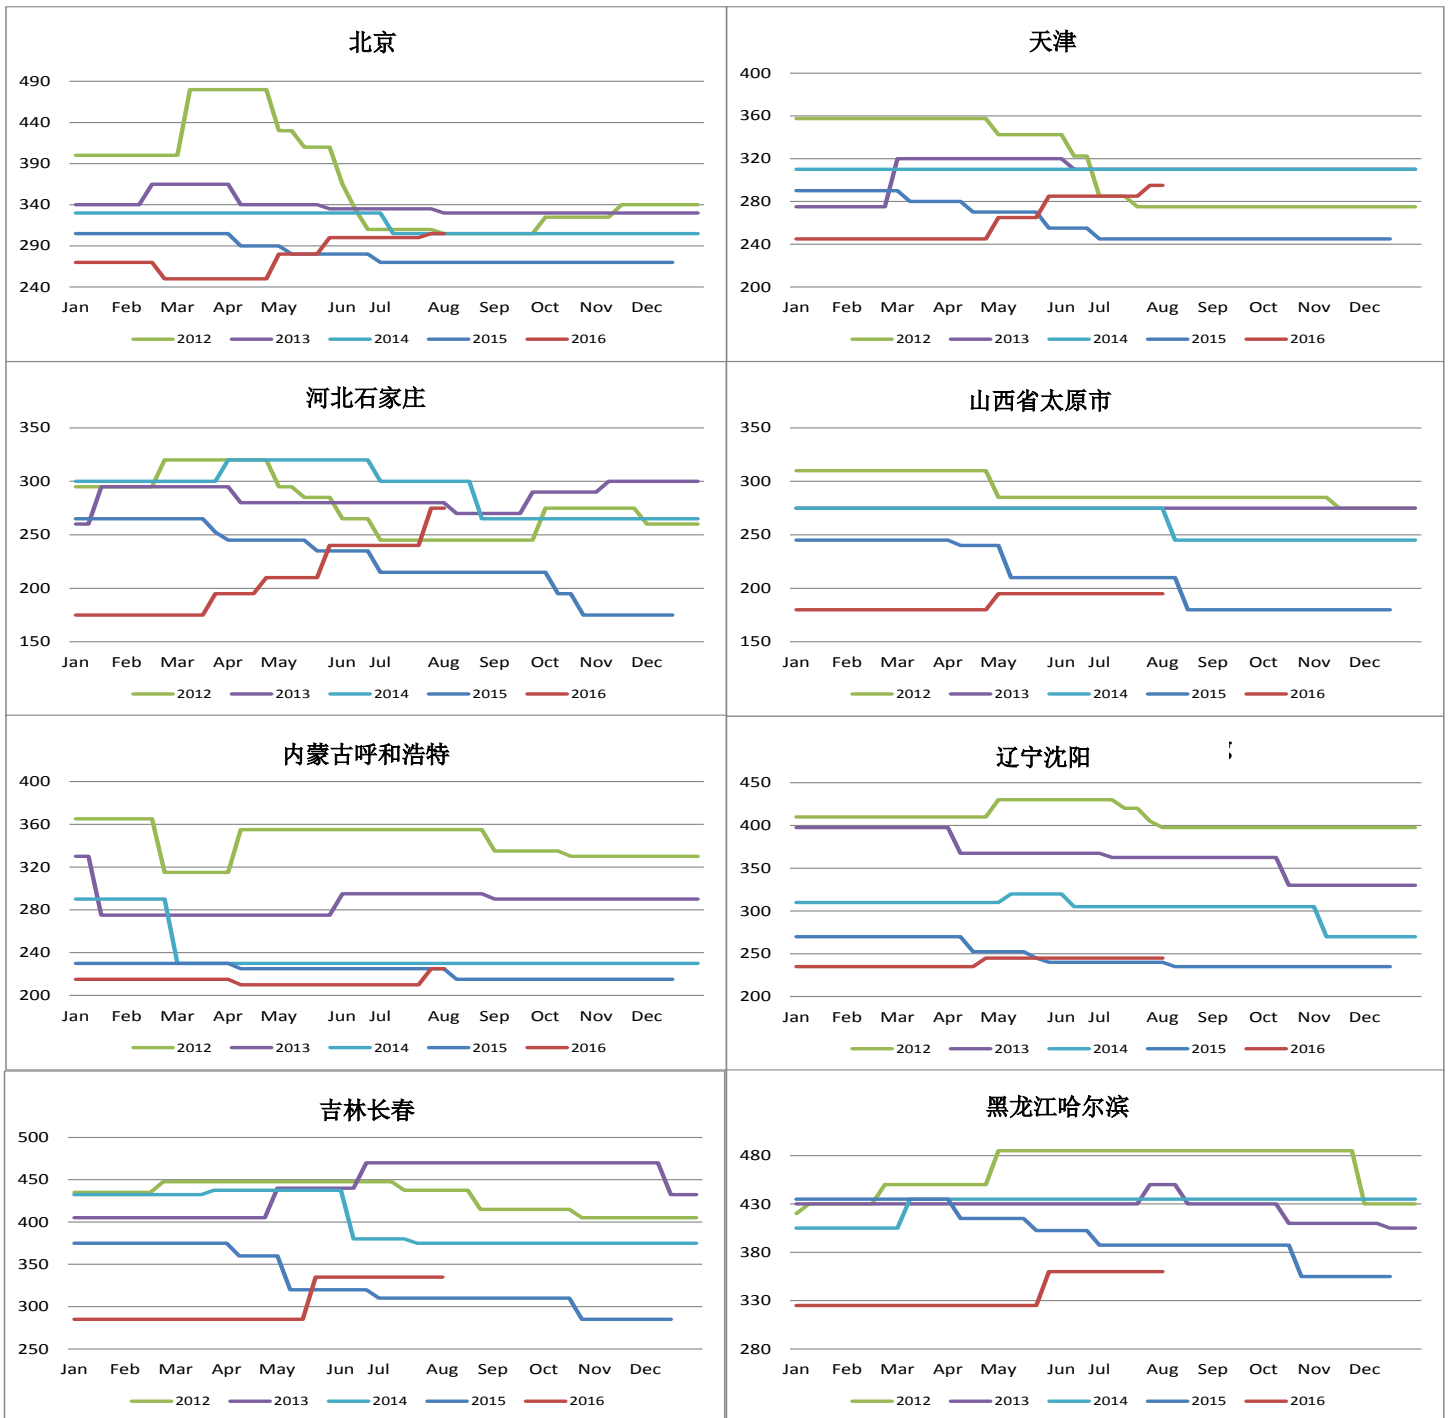 北京
490
440
390
340
290
240
Jan Feb Mar Apr May Jun Jul Aug Sep Oct Nov Dec
2012 2013 2014 2015 2016
天津
400
360
320
280
240
200
Jan Feb Mar Apr May Jun Jul Aug Sep Oct Nov Dec
2012 2013 2014 2015 2016
河北石家庄
350
300
250
200
150
Jan Feb Mar Apr May Jun Jul Aug Sep Oct Nov Dec
2012 2013 2014 2015 2016
山西省太原市
350
300
250
200
150
Jan Feb Mar Apr May Jun Jul Aug Sep Oct Nov Dec
2012 2013 2014 2015 2016
内蒙古呼和浩特
400
360
320
280
240
200
Jan Feb Mar Apr May Jun Jul Aug Sep Oct Nov Dec
2012 2013 2014 2015 2016
辽宁沈阳
450
400
350
300
250
200
Jan Feb Mar Apr May Jun Jul Aug Sep Oct Nov Dec
2012 2013 2014 2015 2016
吉林长春
500
450
400
350
300
250
Jan Feb Mar Apr May Jun Jul Aug Sep Oct Nov Dec
2012 2013 2014 2015 2016
黑龙江哈尔滨
480
430
380
330
280
Jan Feb Mar Apr May Jun Jul Aug Sep Oct Nov Dec
2012 2013 2014 2015 2016